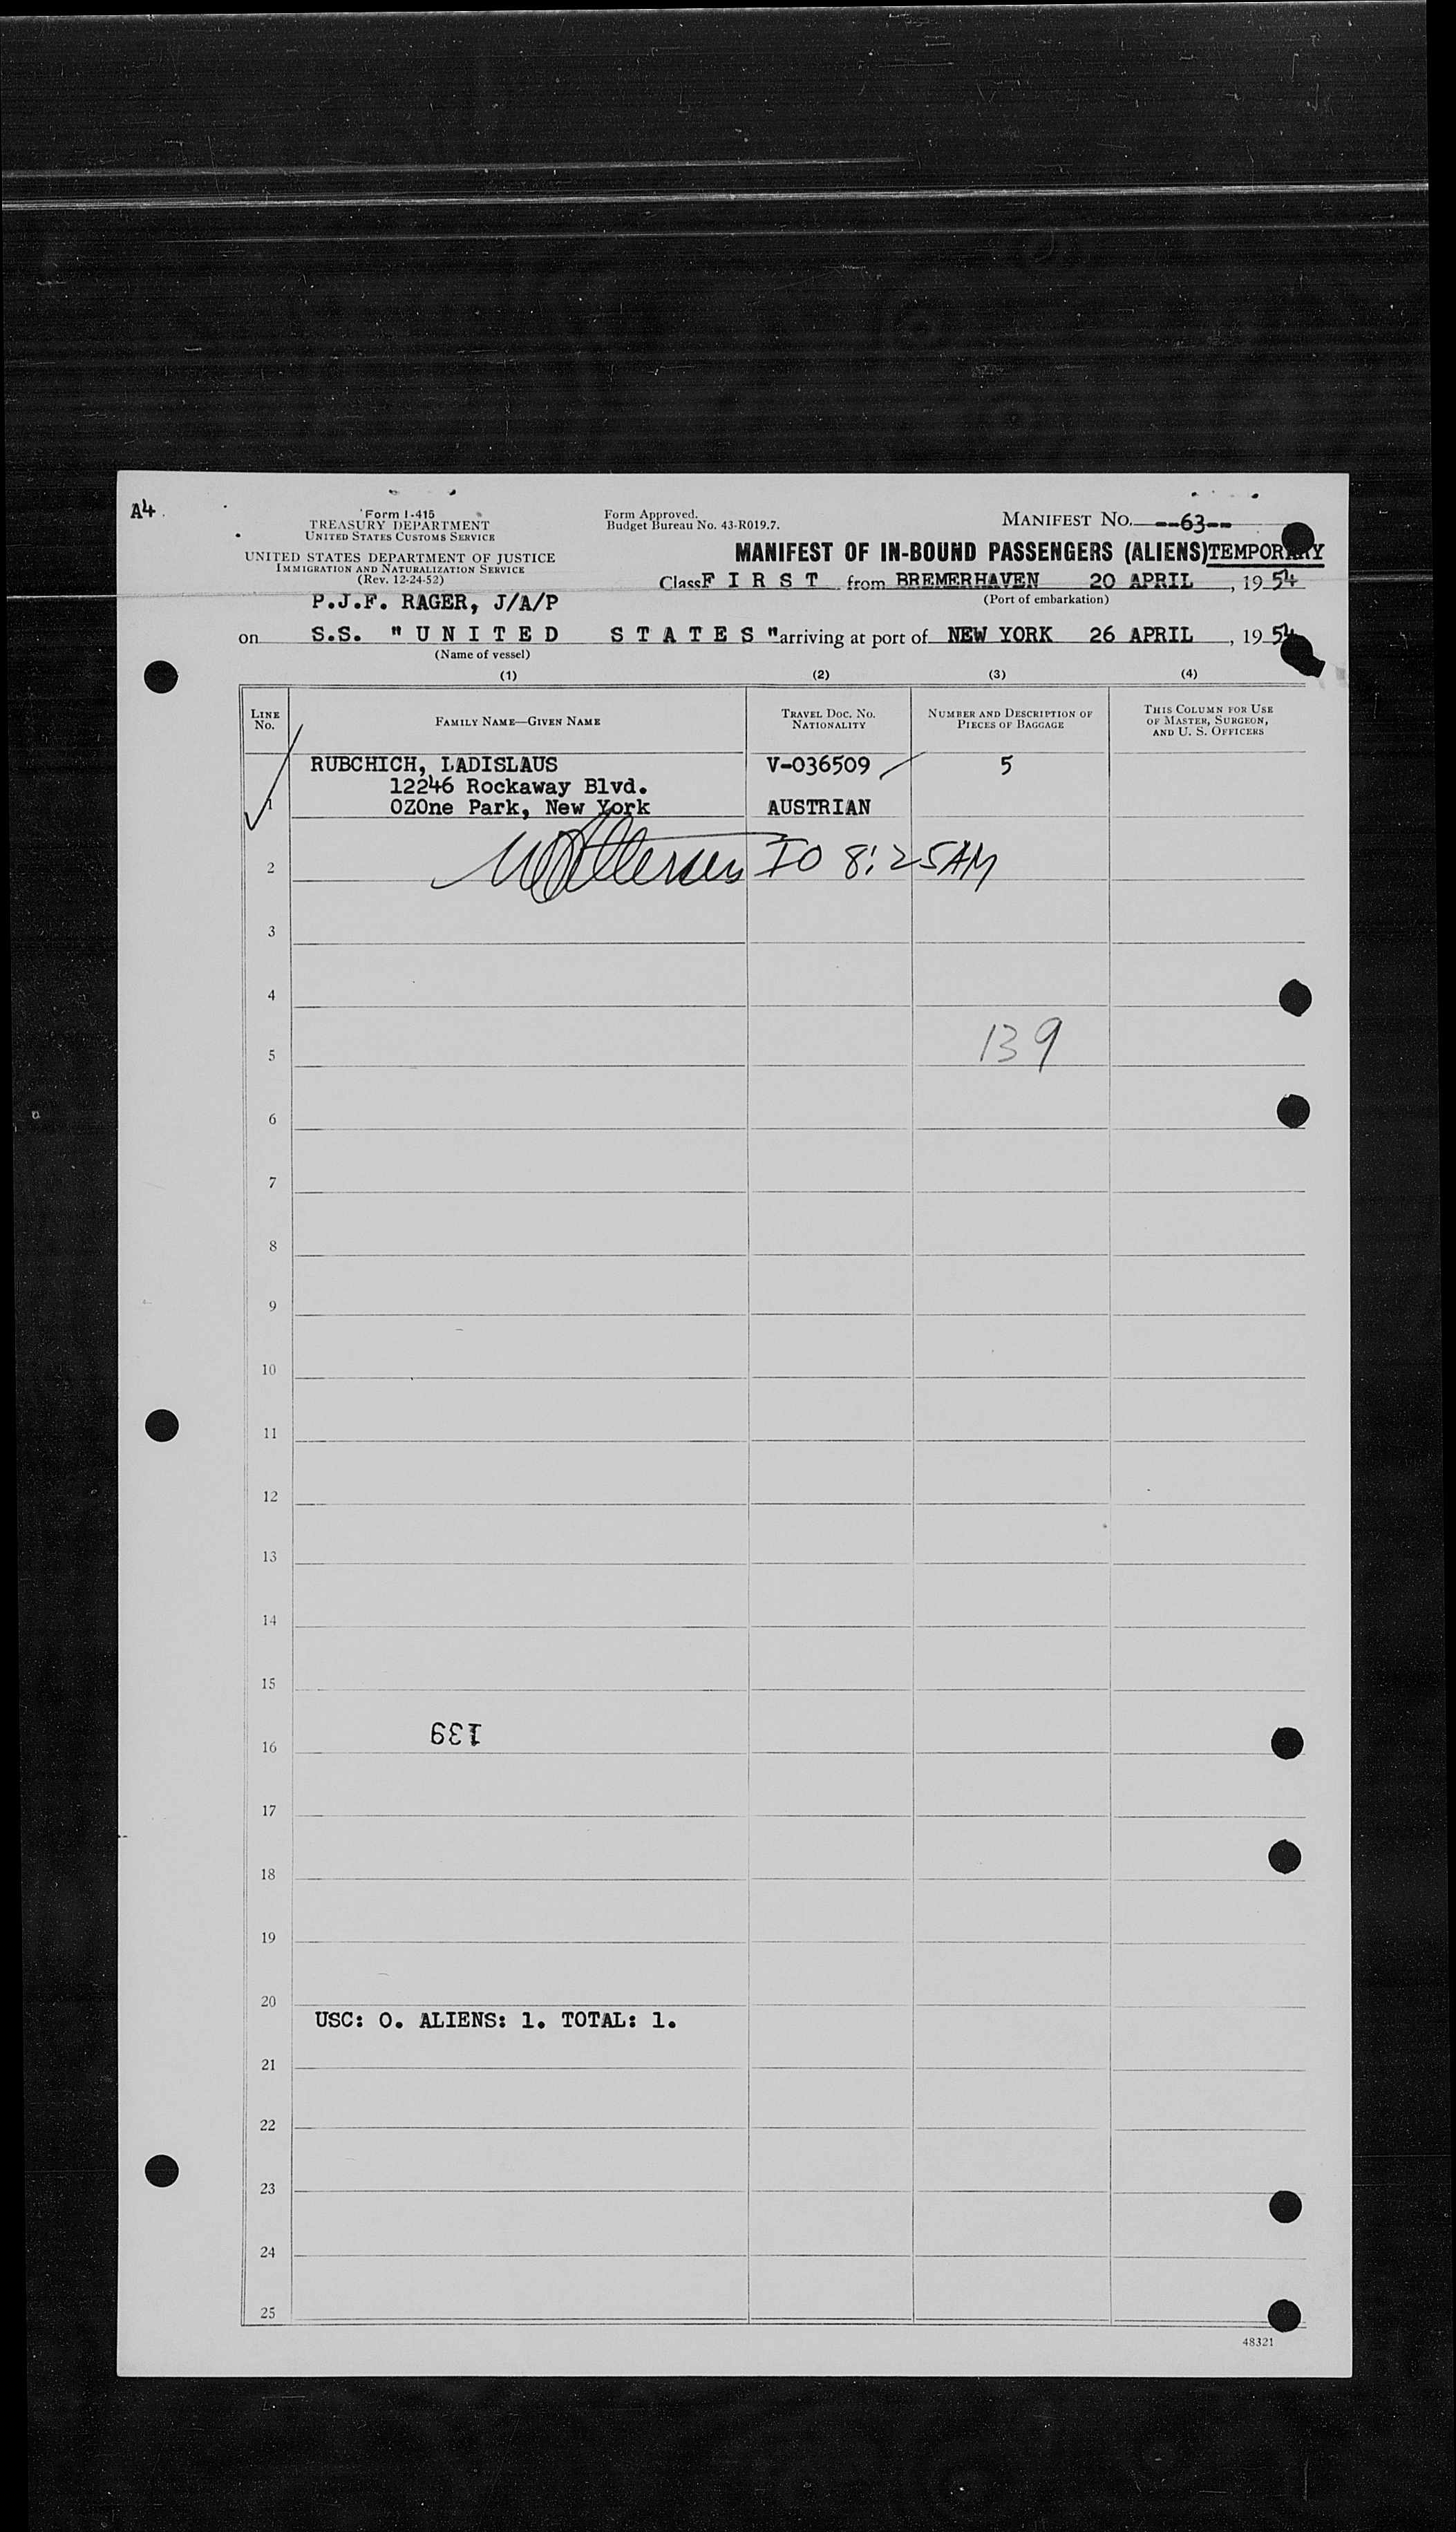 A4
Form I-415
TREASURY DEPARTMENT
UNITED STATES CUSTOMS SERVICE
UNITED STATES DEPARTMENT OF JUSTICE
IMMIGRATION AND NATURALIZATION SERVICE
(Rev. 12-24-52)
Form Approved.
Budget Bureau No. 43-R019.7.
MANIFEST NO. --63--
MANIFEST OF IN-BOUND PASSENGERS (ALIENS) TEMPORARY
Class F I R S T from BREMERHAVEN 20 APRIL, 19 54
(Port of embarkation)
P.J.F. RAGER, J/A/P
on S.S. "U N I T E D S T A T E S" arriving at port of NEW YORK 26 APRIL, 19 54
(Name of vessel)
(1) (2) (3) (4)
LINE No. FAMILY NAME—GIVEN NAME TRAVEL DOC. NO. NATIONALITY NUMBER AND DESCRIPTION OF PIECES OF BAGGAGE THIS COLUMN FOR USE OF MASTER, SURGEON, AND U. S. OFFICERS
RUBCHICH, LADISLAUS V-036509 5
12246 Rockaway Blvd.
1 OZOne Park, New York AUSTRIAN
2 IO 8:25AM
3
4
5 139
6
7
8
9
10
11
12
13
14
15
16 139
17
18
19
20
USC: 0. ALIENS: 1. TOTAL: 1.
21
22
23
24
25
48321